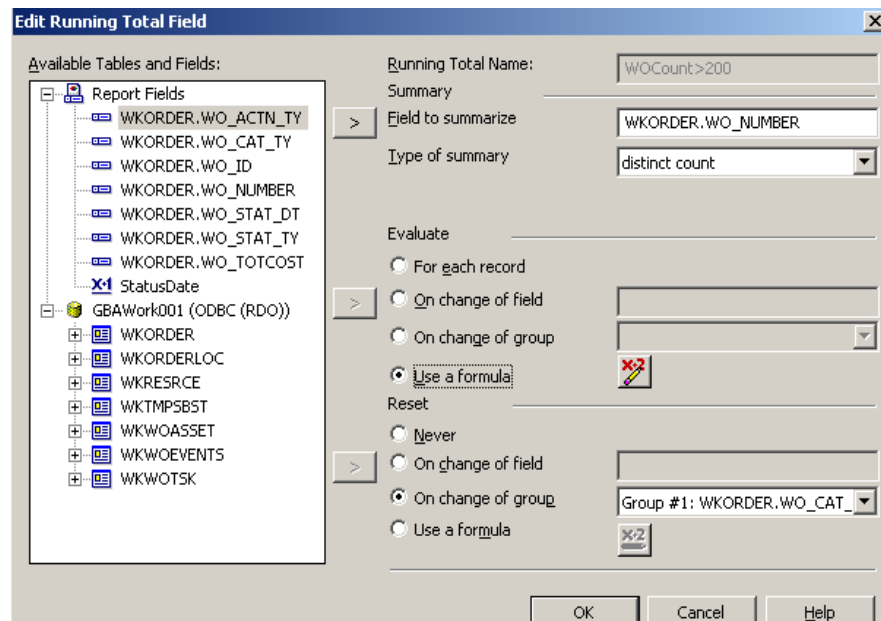 Edit Running Total Field
Available Tables and Fields:
Report Fields
WKORDER.WO_ACTN_TY
WKORDER.WO_CAT_TY
WKORDER.WO_ID
WKORDER.WO_NUMBER
WKORDER.WO_STAT_DT
WKORDER.WO_STAT_TY
WKORDER.WO_TOTCOST
StatusDate
GBAWork001 (ODBC (RDO))
WKORDER
WKORDERLOC
WKRESRCE
WKTMPSBST
WKWOASSET
WKWOEVENTS
WKWOTSK
>
>
>
Running Total Name:
WOCount>200
Summary
Field to summarize
WKORDER.WO_NUMBER
Type of summary
distinct count
Evaluate
For each record
On change of field
On change of group
Use a formula
x·2
Reset
Never
On change of field
On change of group
Group #1: WKORDER.WO_CAT_
Use a formula
x·2
OK
Cancel
Help